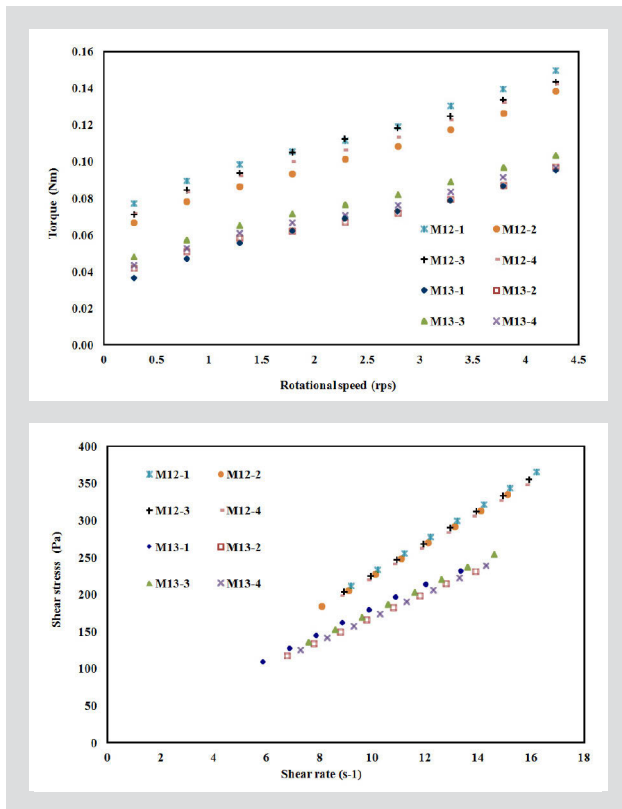 0.16
0.14
0.12
0.10
0.08
0.06
0.04
0.02
0.00
Torque (Nm)
M12-1 M12-2
M12-3 M12-4
M13-1 M13-2
M13-3 M13-4
0 0.5 1 1.5 2 2.5 3 3.5 4 4.5
Rotational speed (rps)
400
350
300
250
200
150
100
50
0
Shear stresss (Pa)
M12-1 M12-2
M12-3 M12-4
M13-1 M13-2
M13-3 M13-4
0 2 4 6 8 10 12 14 16 18
Shear rate (s-1)